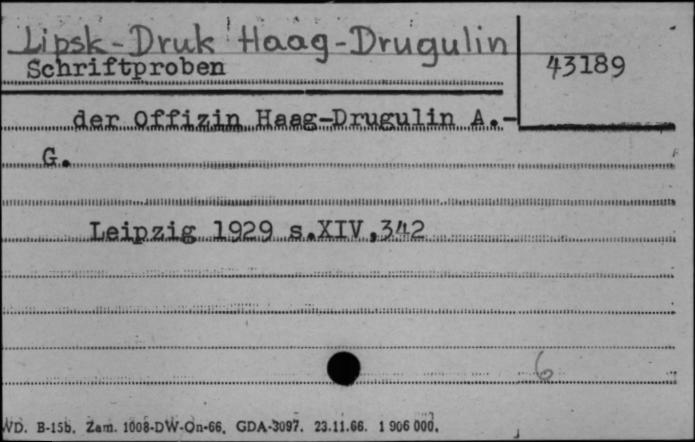 Lipsk-Druk Haag-Drugulin
Schriftproben
43189
der Offizin Haag-Drugulin A.-
G.
Leipzig 1929 s.XIV,342
6
WD. B-15b. Zam. 1008-DW-On-66. GDA-3097. 23.11.66. 1 906 000.